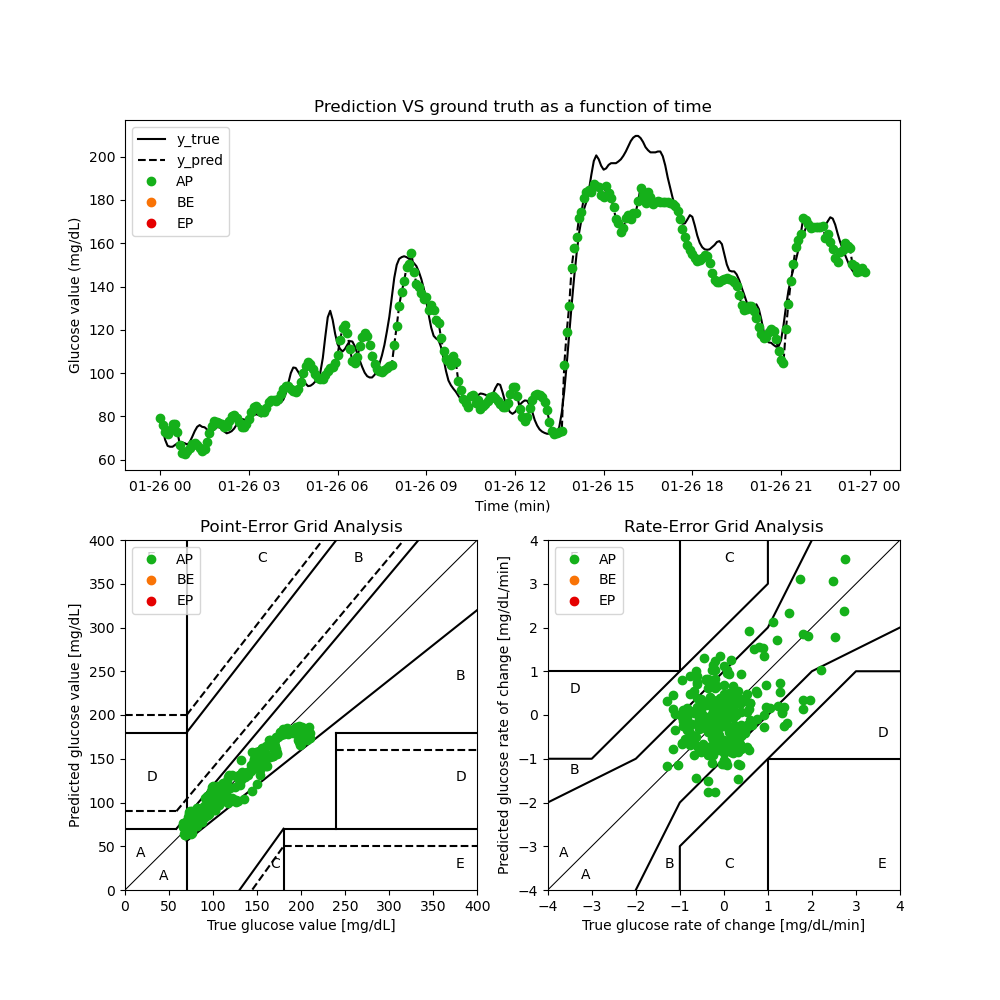 Prediction VS ground truth as a function of time
Glucose value (mg/dL)
200
180
160
140
120
100
80
60
y_true
y_pred
AP
BE
EP
01-26 00 01-26 03 01-26 06 01-26 09 01-26 12 01-26 15 01-26 18 01-26 21 01-27 00
Time (min)
Point-Error Grid Analysis
Predicted glucose value [mg/dL]
400
350
300
250
200
150
100
50
0
AP
BE
EP
C
B
B
D
D
A
A
C
E
0 50 100 150 200 250 300 350 400
True glucose value [mg/dL]
Rate-Error Grid Analysis
Predicted glucose rate of change [mg/dL/min]
4
3
2
1
0
−1
−2
−3
−4
AP
BE
EP
C
D
D
B
A
A
B
C
E
−4 −3 −2 −1 0 1 2 3 4
True glucose rate of change [mg/dL/min]